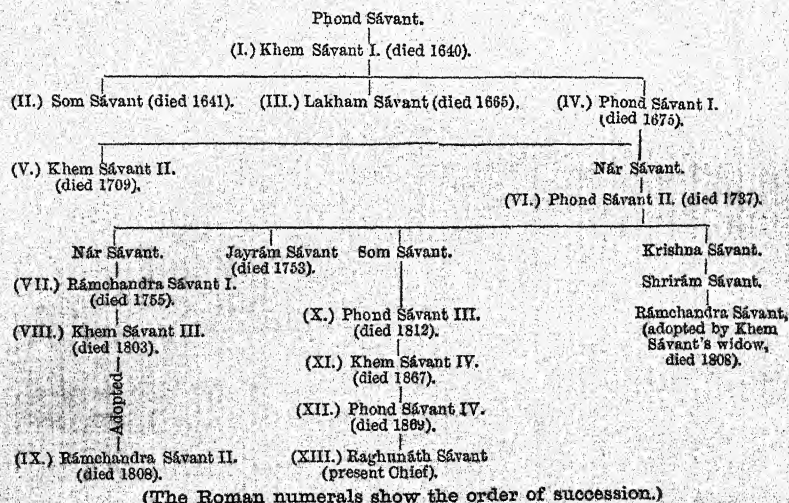 Phond Sávant.
(I.) Khem Sávant I. (died 1640).
(II.) Som Sávant (died 1641). (III.) Lakham Sávant (died 1665). (IV.) Phond Sávant I.
(died 1675).
(V.) Khem Sávant II. Nár Sávant.
(died 1709).
(VI.) Phond Sávant II. (died 1737).
Nár Sávant. Jayrám Sávant Som Sávant. Krishna Sávant.
(died 1753)
(VII.) Rámchandra Sávant I. Shrirám Sávant.
(died 1755)
(VIII.) Khem Sávant III. (X.) Phond Sávant III. Rámchandra Sávant,
(died 1803). (died 1812). (adopted by Khem
Sávant's widow,
died 1808).
(XI.) Khem Sávant IV.
(died 1867).
Adopted
(XII.) Phond Sávant IV.
(died 1869).
(IX.) Rámchandra Sávant II. (XIII.) Raghunáth Sávant
(died 1808). (present Chief).
(The Roman numerals show the order of succession.)